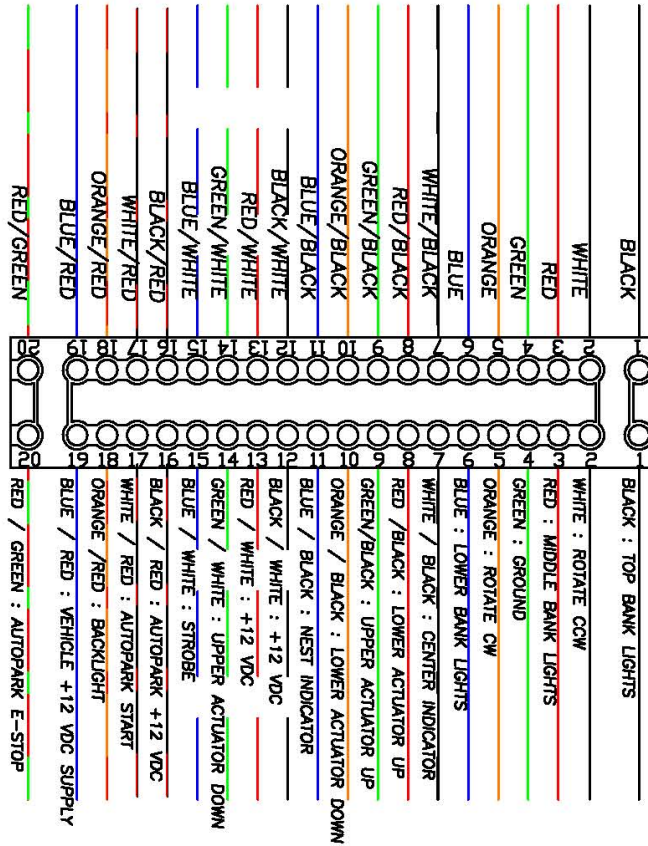 BLACK 1 1 BLACK : TOP BANK LIGHTS
WHITE 2 2 WHITE : ROTATE CCW
RED 3 3 RED : MIDDLE BANK LIGHTS
GREEN 4 4 GREEN : GROUND
ORANGE 5 5 ORANGE : ROTATE CW
BLUE 6 6 BLUE : LOWER BANK LIGHTS
WHITE/BLACK 7 7 WHITE / BLACK : CENTER INDICATOR
RED/BLACK 8 8 RED /BLACK : LOWER ACTUATOR UP
GREEN/BLACK 9 9 GREEN/BLACK : UPPER ACTUATOR UP
ORANGE/BLACK 10 10 ORANGE / BLACK : LOWER ACTUATOR DOWN
BLUE/BLACK 11 11 BLUE / BLACK : NEST INDICATOR
BLACK/WHITE 12 12 BLACK / WHITE : +12 VDC
RED/WHITE 13 13 RED / WHITE : +12 VDC
GREEN/WHITE 14 14 GREEN / WHITE : UPPER ACTUATOR DOWN
BLUE/WHITE 15 15 BLUE / WHITE : STROBE
BLACK/RED 16 16 BLACK / RED : AUTOPARK +12 VDC
WHITE/RED 17 17 WHITE / RED : AUTOPARK START
ORANGE/RED 18 18 ORANGE /RED : BACKLIGHT
BLUE/RED 19 19 BLUE / RED : VEHICLE +12 VDC SUPPLY
RED/GREEN 20 20 RED / GREEN : AUTOPARK E-STOP